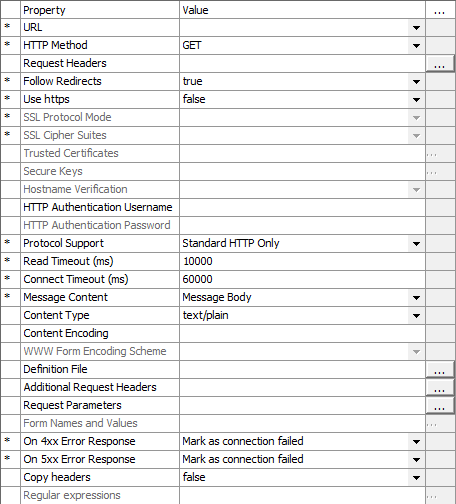 Property Value ...
* URL
* HTTP Method GET
Request Headers ...
* Follow Redirects true
* Use https false
* SSL Protocol Mode
* SSL Cipher Suites
Trusted Certificates ...
Secure Keys ...
Hostname Verification
HTTP Authentication Username
HTTP Authentication Password
* Protocol Support Standard HTTP Only
* Read Timeout (ms) 10000
* Connect Timeout (ms) 60000
* Message Content Message Body
Content Type text/plain
Content Encoding
WWW Form Encoding Scheme
Definition File ...
Additional Request Headers ...
Request Parameters ...
Form Names and Values ...
* On 4xx Error Response Mark as connection failed
* On 5xx Error Response Mark as connection failed
Copy headers false
Regular expressions ...